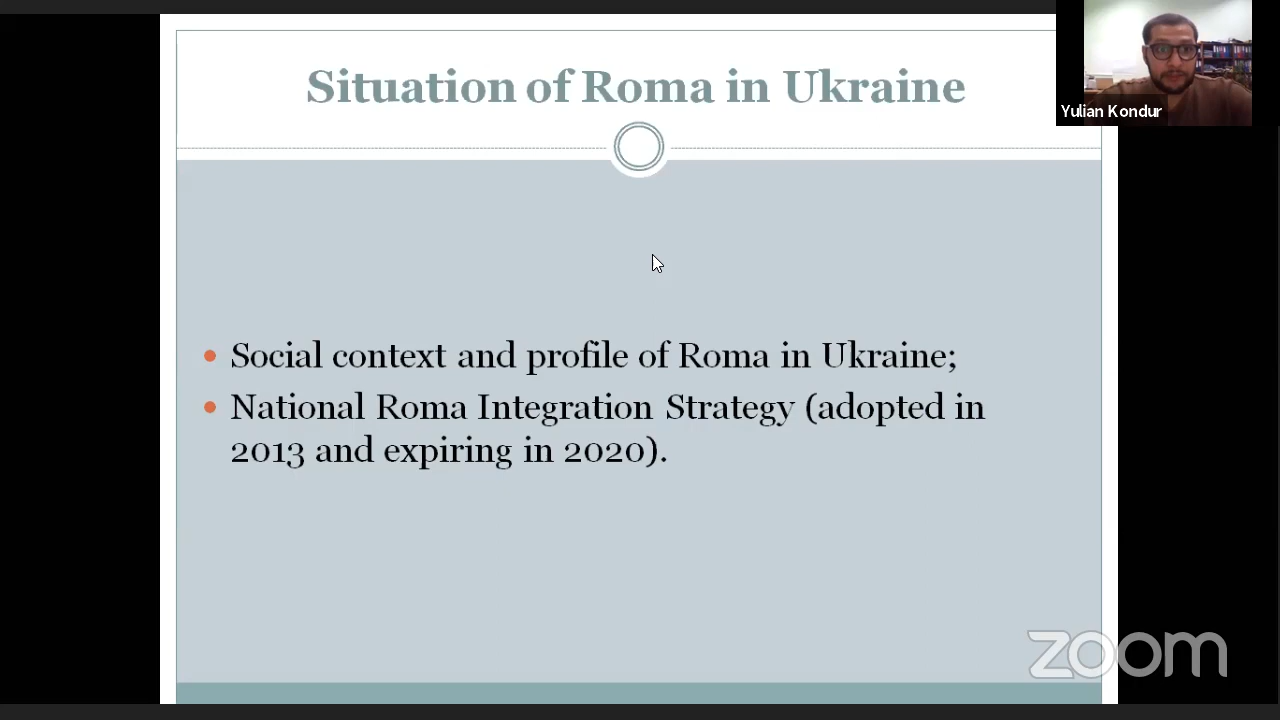 Situation of Roma in Ukraine
Yulian Kondur
• Social context and profile of Roma in Ukraine;
• National Roma Integration Strategy (adopted in
2013 and expiring in 2020).
zoom